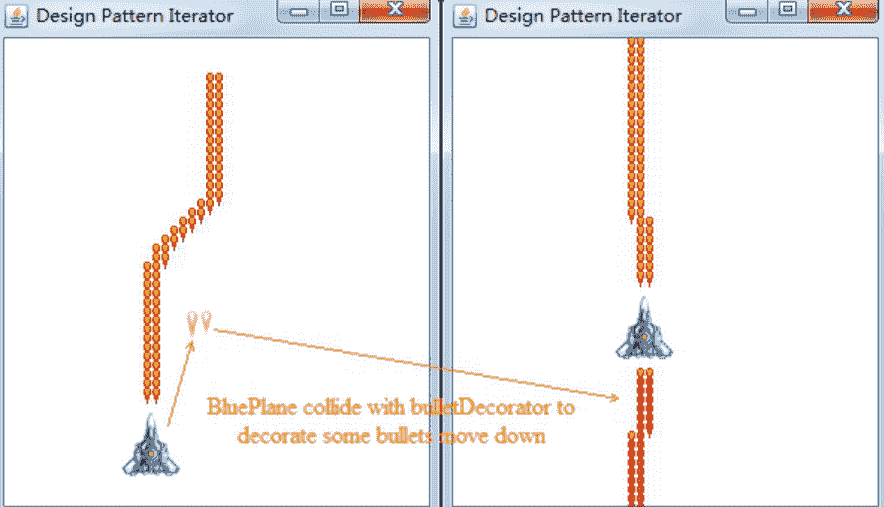 Design Pattern Iterator
Design Pattern Iterator
BluePlane collide with bulletDecorator to
decorate some bullets move down